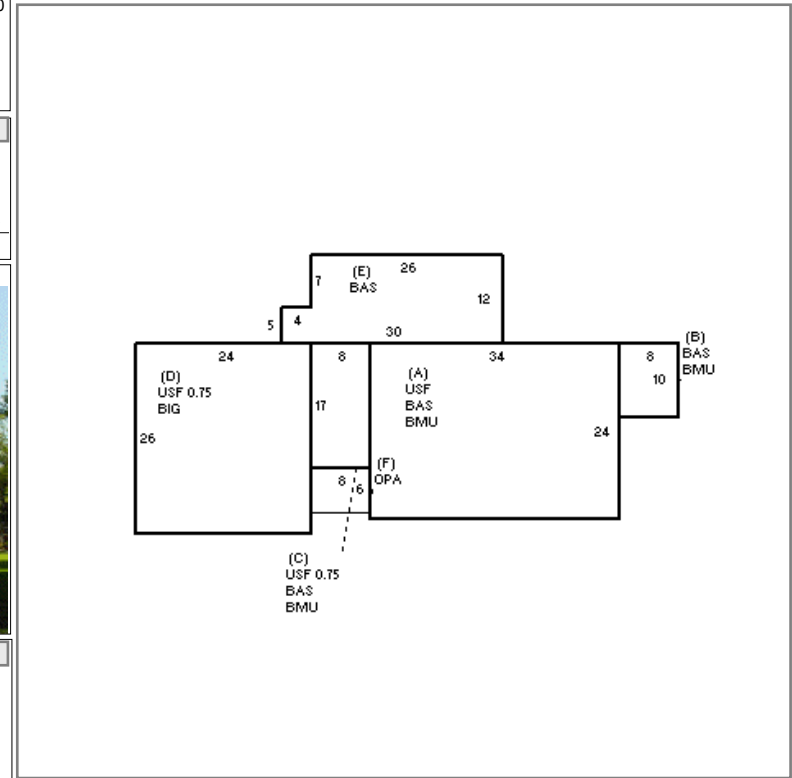 26
(E)
BAS
7
12
5
4
30
(B)
BAS
BMU
24
8
34
8
10
(D)
USF 0.75
BIG
(A)
USF
BAS
BMU
17
26
24
(F)
OPA
8
6
(C)
USF 0.75
BAS
BMU